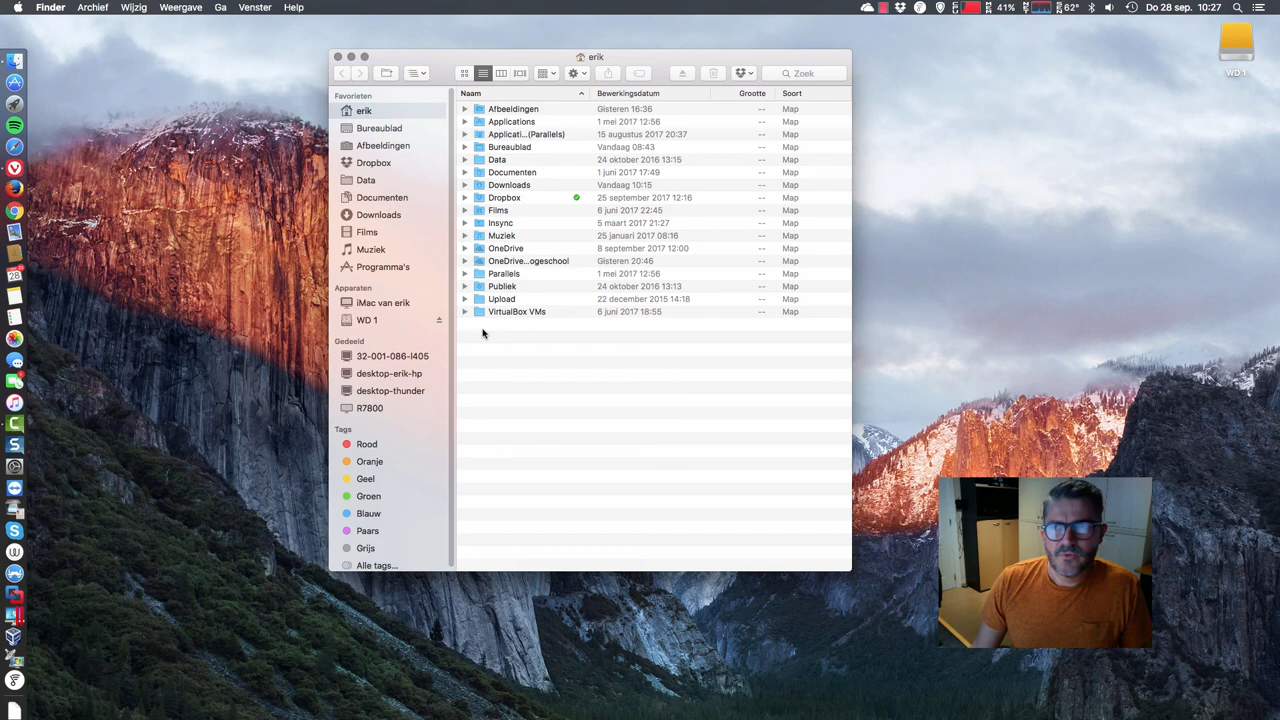 Finder Archief Wijzig Weergave Ga Venster Help 41% 62° Do 28 sep. 10:27
WD 1
erik
Zoek
Favorieten
erik
Bureaublad
Afbeeldingen
Dropbox
Data
Documenten
Downloads
Films
Muziek
Programma's
Apparaten
iMac van erik
WD 1
Gedeeld
32-001-086-l405
desktop-erik-hp
desktop-thunder
R7800
Tags
Rood
Oranje
Geel
Groen
Blauw
Paars
Grijs
Alle tags...
Naam Bewerkingsdatum Grootte Soort
Afbeeldingen Gisteren 16:36 -- Map
Applications 1 mei 2017 12:56 -- Map
Applicati...(Parallels) 15 augustus 2017 20:37 -- Map
Bureaublad Vandaag 08:43 -- Map
Data 24 oktober 2016 13:15 -- Map
Documenten 1 juni 2017 17:49 -- Map
Downloads Vandaag 10:15 -- Map
Dropbox 25 september 2017 12:16 -- Map
Films 6 juni 2017 22:45 -- Map
Insync 5 maart 2017 21:27 -- Map
Muziek 25 januari 2017 08:16 -- Map
OneDrive 8 september 2017 12:00 -- Map
OneDrive...ogeschool Gisteren 20:46 -- Map
Parallels 1 mei 2017 12:56 -- Map
Publiek 24 oktober 2016 13:13 -- Map
Upload 22 december 2015 14:18 -- Map
VirtualBox VMs 6 juni 2017 18:55 -- Map
28